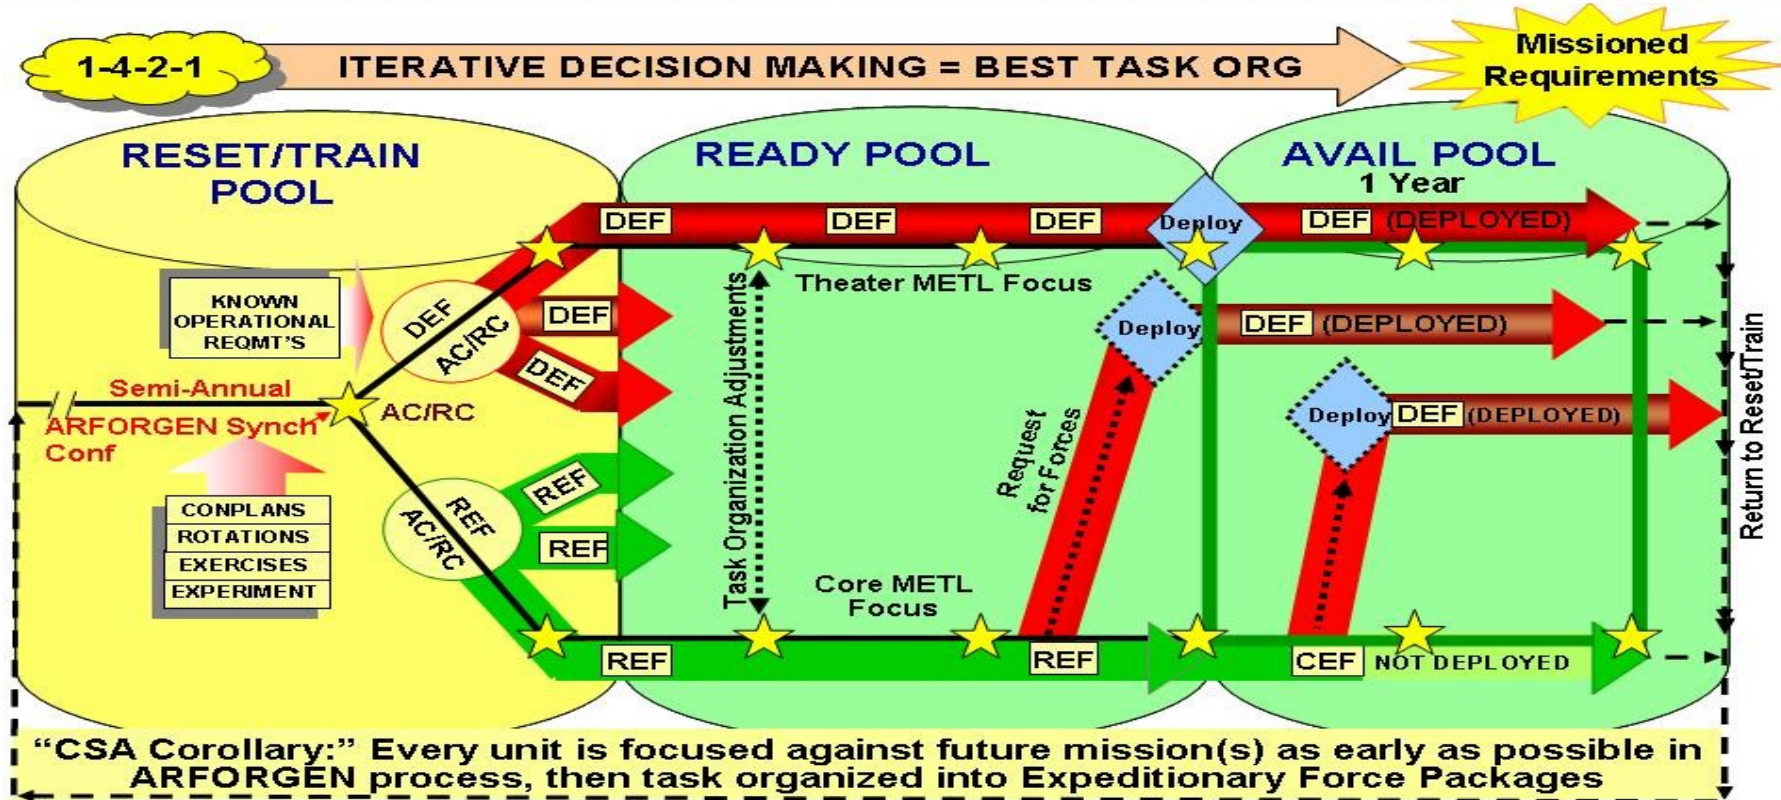 1-4-2-1
ITERATIVE DECISION MAKING = BEST TASK ORG
Missioned
Requirements
RESET/TRAIN
POOL
READY POOL
AVAIL POOL
1 Year
DEF
DEF
DEF
Deploy
DEF
(DEPLOYED)
Theater METL Focus
KNOWN
OPERATIONAL
REQMT'S
DEF
AC/RC
DEF
DEF
Deploy
DEF
(DEPLOYED)
Semi-Annual
ARFORGEN Synch
Conf
AC/RC
Task Organization Adjustments
Request
for Forces
Deploy
DEF
(DEPLOYED)
Return to Reset/Train
CONPLANS
ROTATIONS
EXERCISES
EXPERIMENT
REF
AC/RC
REF
REF
Core METL
Focus
REF
REF
CEF
NOT DEPLOYED
“CSA Corollary:” Every unit is focused against future mission(s) as early as possible in
ARFORGEN process, then task organized into Expeditionary Force Packages